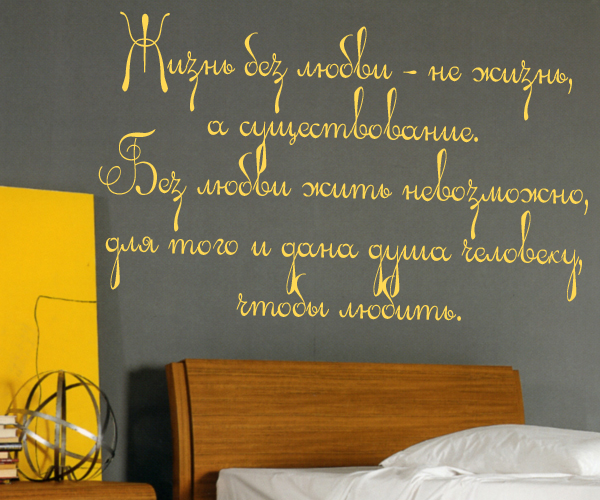 Жизнь без любви - не жизнь,
а существование.
Без любви жить невозможно,
для того и дана душа человеку,
чтобы любить.